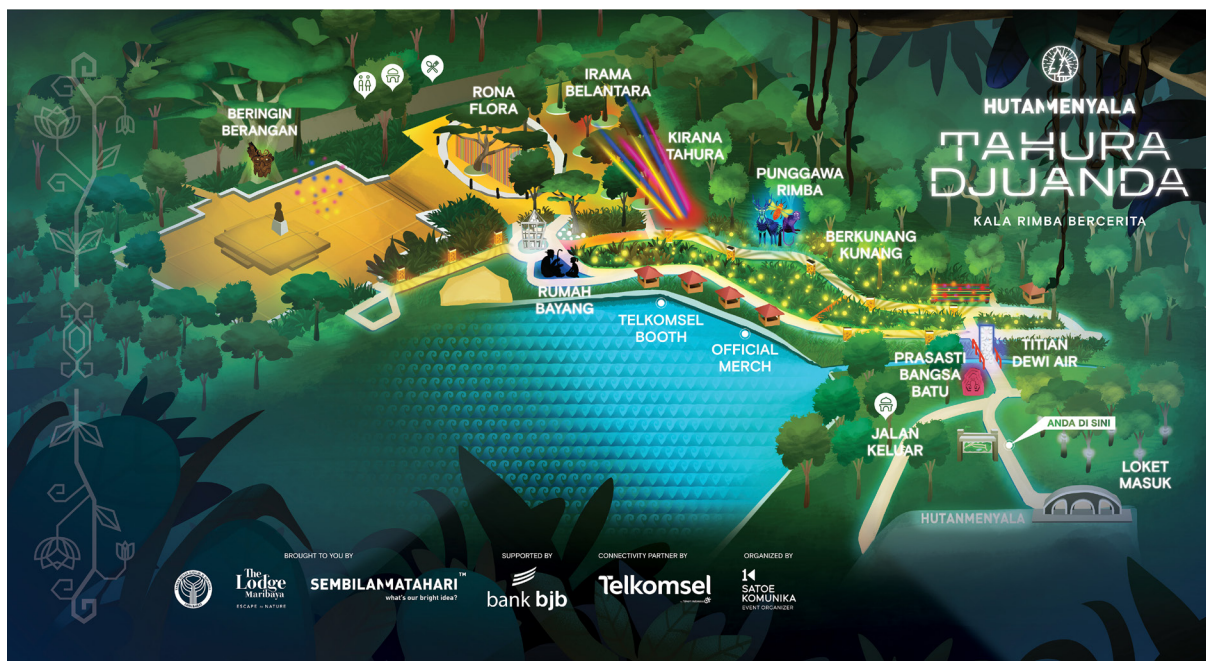 HUTANMENYALA
TAHURA
DJUANDA
KALA RIMBA BERCERITA
BERINGIN
BERANGAN
RONA
FLORA
IRAMA
BELANTARA
KIRANA
TAHURA
PUNGGAWA
RIMBA
BERKUNANG
KUNANG
RUMAH
BAYANG
TELKOMSEL
BOOTH
OFFICIAL
MERCH
PRASASTI
BANGSA
BATU
TITIAN
DEWI AIR
JALAN
KELUAR
ANDA DI SINI
LOKET
MASUK
HUTANMENYALA
BROUGHT TO YOU BY
The
Lodge
Maribaya
ESCAPE to NATURE
SEMBILANMATAHARI™
what's our bright idea?
SUPPORTED BY
bank bjb
CONNECTIVITY PARTNER BY
Telkomsel
ORGANIZED BY
SATOE
KOMUNIKA
EVENT ORGANIZER